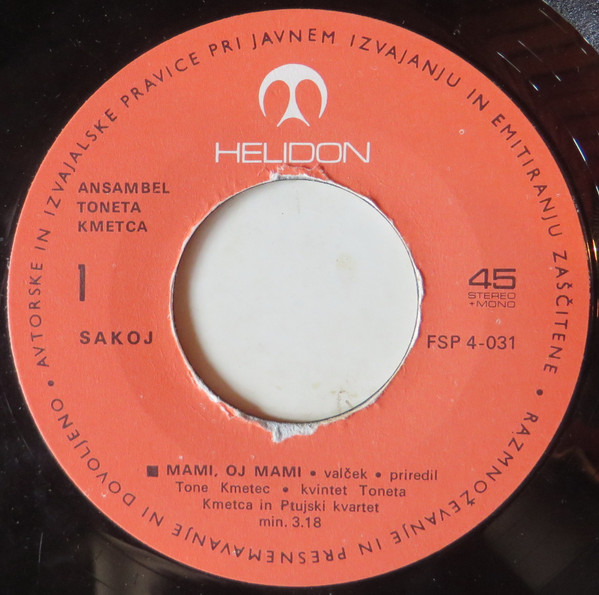 AVTORSKE IN IZVAJALSKE PRAVICE PRI JAVNEM IZVAJANJU IN EMITIRANJU ZAŠČITENE • RAZMNOŽEVANJE IN PRESNEMAVANJE NI DOVOLJENO •
HELIDON
ANSAMBEL
TONETA
KMETCA
1
45
STEREO
+MONO
SAKOJ
FSP 4-031
■ MAMI, OJ MAMI • valček • priredil
Tone Kmetec • kvintet Toneta
Kmetca in Ptujski kvartet
min. 3.18